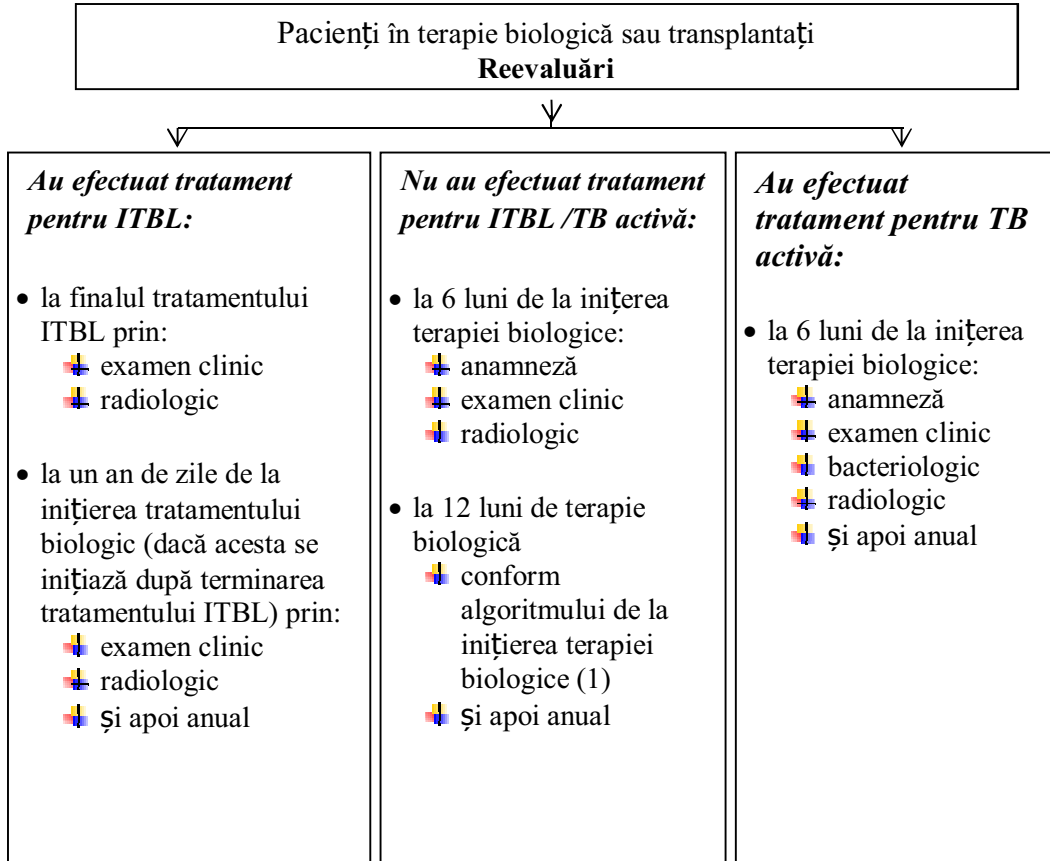 Pacienți în terapie biologică sau transplantați
Reevaluări
Au efectuat tratament
pentru ITBL:
• la finalul tratamentului
ITBL prin:
examen clinic
radiologic
• la un an de zile de la
inițierea tratamentului
biologic (dacă acesta se
inițiază după terminarea
tratamentului ITBL) prin:
examen clinic
radiologic
și apoi anual
Nu au efectuat tratament
pentru ITBL /TB activă:
• la 6 luni de la inițerea
terapiei biologice:
anamneză
examen clinic
radiologic
• la 12 luni de terapie
biologică
conform
algoritmului de la
inițierea terapiei
biologice (1)
și apoi anual
Au efectuat
tratament pentru TB
activă:
• la 6 luni de la inițerea
terapiei biologice:
anamneză
examen clinic
bacteriologic
radiologic
și apoi anual